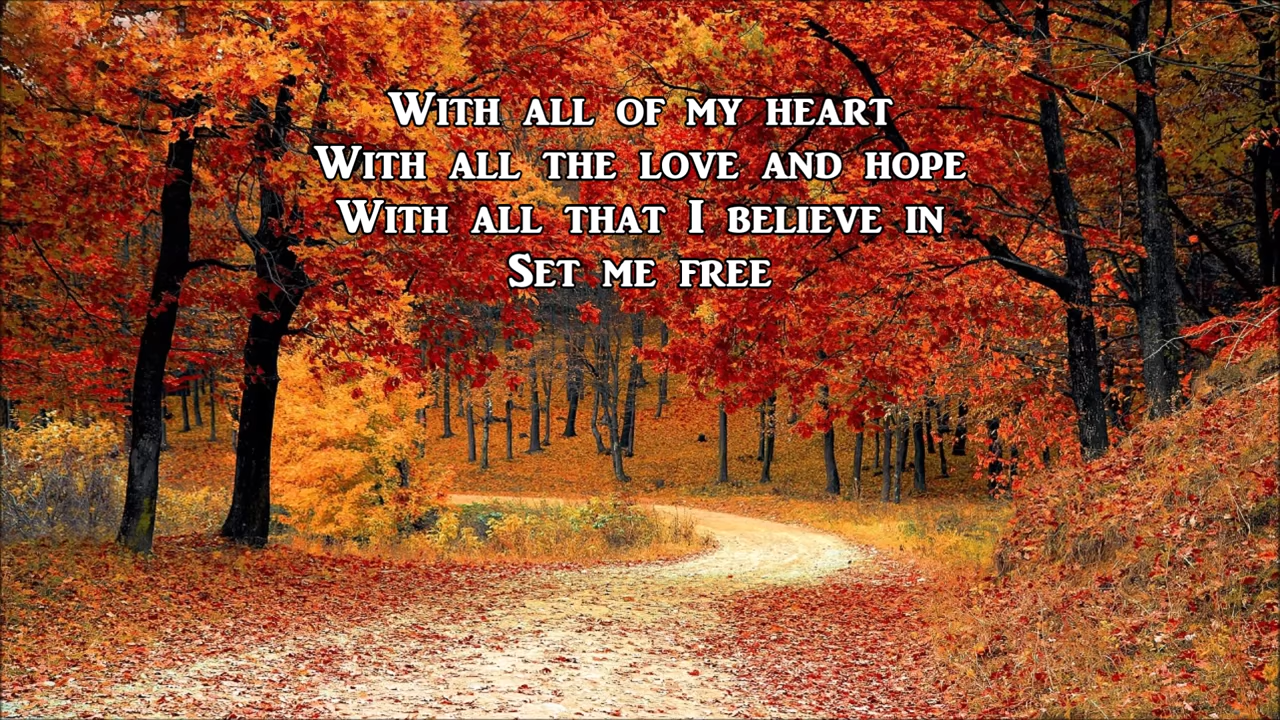 With all of my heart
With all the love and hope
With all that I believe in
Set me free